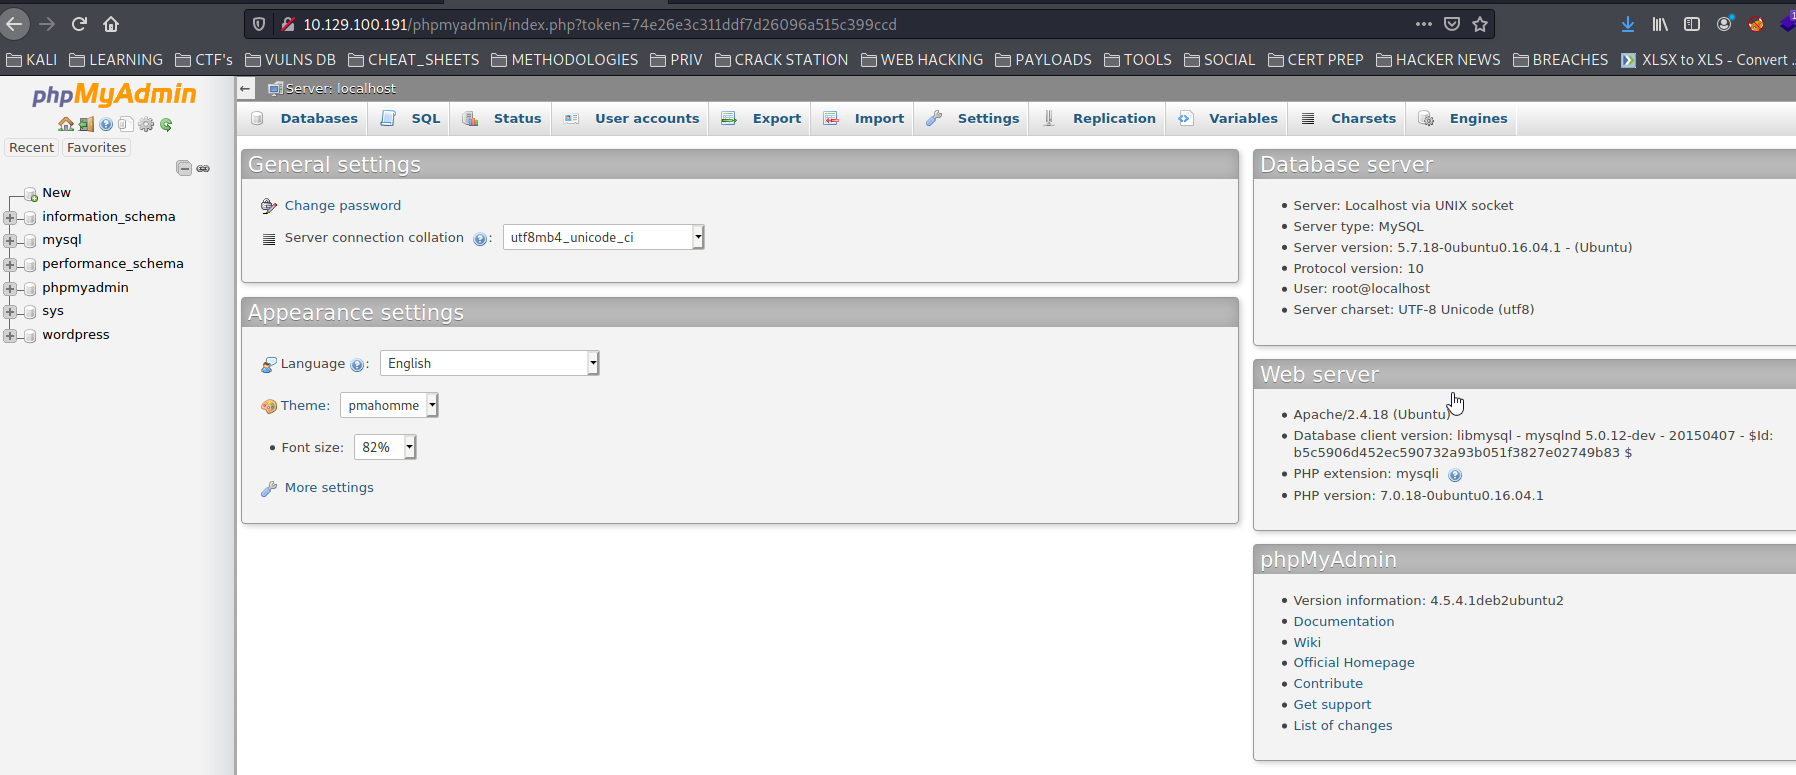 10.129.100.191/phpmyadmin/index.php?token=74e26e3c311ddf7d26096a515c399ccd
KALI LEARNING CTF's VULNS DB CHEAT_SHEETS METHODOLOGIES PRIV CRACK STATION WEB HACKING PAYLOADS TOOLS SOCIAL CERT PREP HACKER NEWS BREACHES XLSX to XLS - Convert ...
phpMyAdmin
Recent Favorites
New
information_schema
mysql
performance_schema
phpmyadmin
sys
wordpress
Server: localhost
Databases SQL Status User accounts Export Import Settings Replication Variables Charsets Engines
General settings
Change password
Server connection collation : utf8mb4_unicode_ci
Appearance settings
Language : English
Theme: pmahomme
Font size: 82%
More settings
Database server
Server: Localhost via UNIX socket
Server type: MySQL
Server version: 5.7.18-0ubuntu0.16.04.1 - (Ubuntu)
Protocol version: 10
User: root@localhost
Server charset: UTF-8 Unicode (utf8)
Web server
Apache/2.4.18 (Ubuntu)
Database client version: libmysql - mysqlnd 5.0.12-dev - 20150407 - $Id:
b5c5906d452ec590732a93b051f3827e02749b83 $
PHP extension: mysqli
PHP version: 7.0.18-0ubuntu0.16.04.1
phpMyAdmin
Version information: 4.5.4.1deb2ubuntu2
Documentation
Wiki
Official Homepage
Contribute
Get support
List of changes